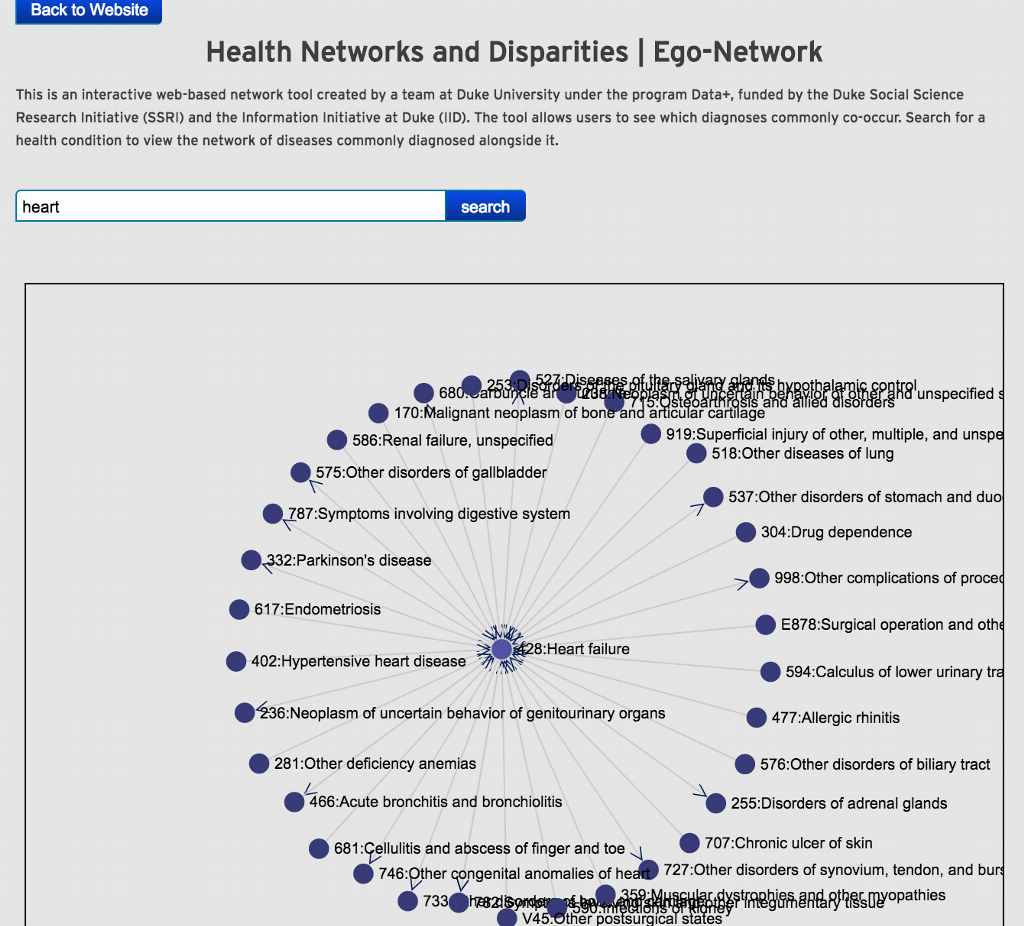 Back to Website
Health Networks and Disparities | Ego-Network
This is an interactive web-based network tool created by a team at Duke University under the program Data+, funded by the Duke Social Science
Research Initiative (SSRI) and the Information Initiative at Duke (IID). The tool allows users to see which diagnoses commonly co-occur. Search for a
health condition to view the network of diseases commonly diagnosed alongside it.
heart
search
527:Diseases of the salivary glands
253:Disorders of the pituitary gland and its hypothalamic control
680:Carbuncle and
238:Neoplasm of uncertain behavior of other and unspecified s
715:Osteoarthrosis and allied disorders
170:Malignant neoplasm of bone and articular cartilage
919:Superficial injury of other, multiple, and unspe
586:Renal failure, unspecified
518:Other diseases of lung
575:Other disorders of gallbladder
537:Other disorders of stomach and duo
787:Symptoms involving digestive system
304:Drug dependence
332:Parkinson's disease
998:Other complications of proced
617:Endometriosis
E878:Surgical operation and othe
428:Heart failure
402:Hypertensive heart disease
594:Calculus of lower urinary tra
236:Neoplasm of uncertain behavior of genitourinary organs
477:Allergic rhinitis
281:Other deficiency anemias
576:Other disorders of biliary tract
466:Acute bronchitis and bronchiolitis
255:Disorders of adrenal glands
681:Cellulitis and abscess of finger and toe
707:Chronic ulcer of skin
746:Other congenital anomalies of heart
727:Other disorders of synovium, tendon, and burs
359:Muscular dystrophies and other myopathies
733:Other disorders of bone and cartilage
782:Symptoms involving skin and other integumentary tissue
590:Infections of kidney
V45:Other postsurgical states